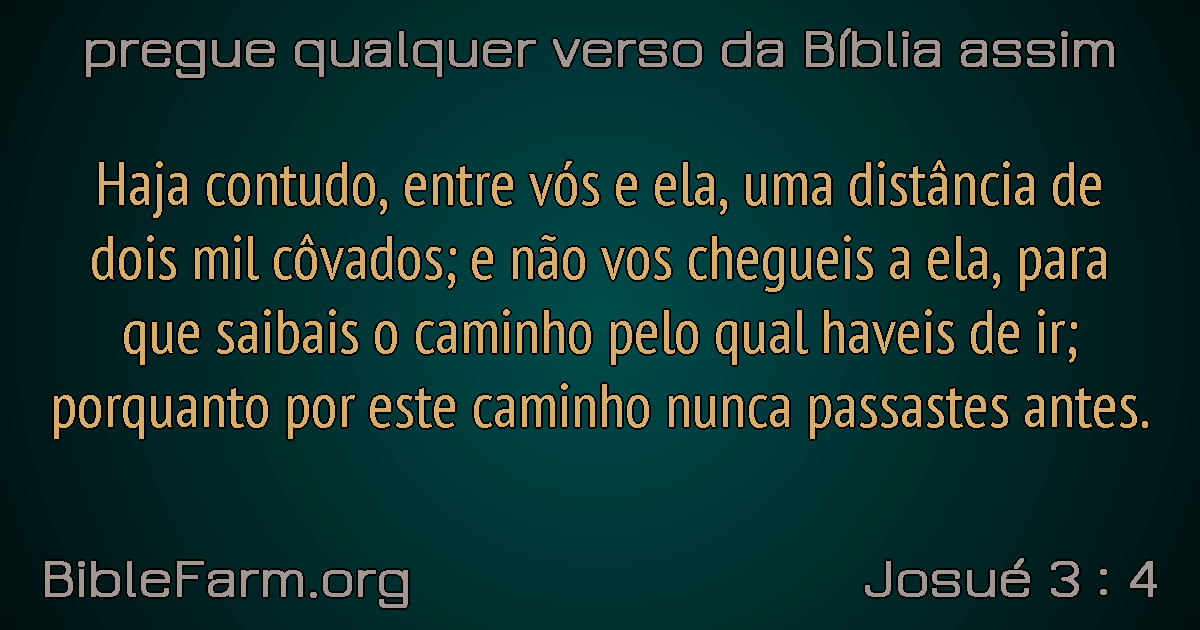 pregue qualquer verso da Bíblia assim
Haja contudo, entre vós e ela, uma distância de
dois mil côvados; e não vos chegueis a ela, para
que saibais o caminho pelo qual haveis de ir;
porquanto por este caminho nunca passastes antes.
BibleFarm.org
Josué 3 : 4